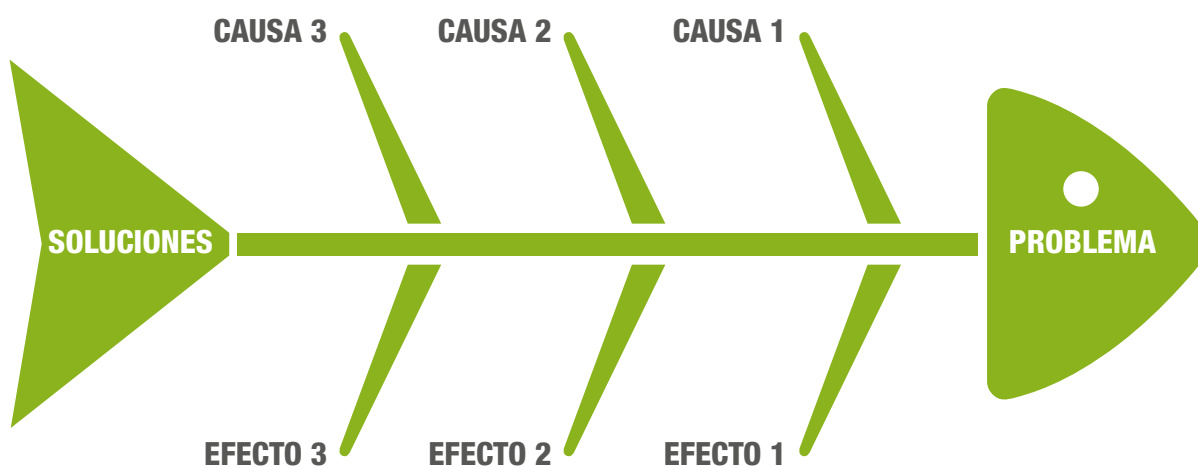 CAUSA 3 CAUSA 2 CAUSA 1
SOLUCIONES PROBLEMA
EFECTO 3 EFECTO 2 EFECTO 1